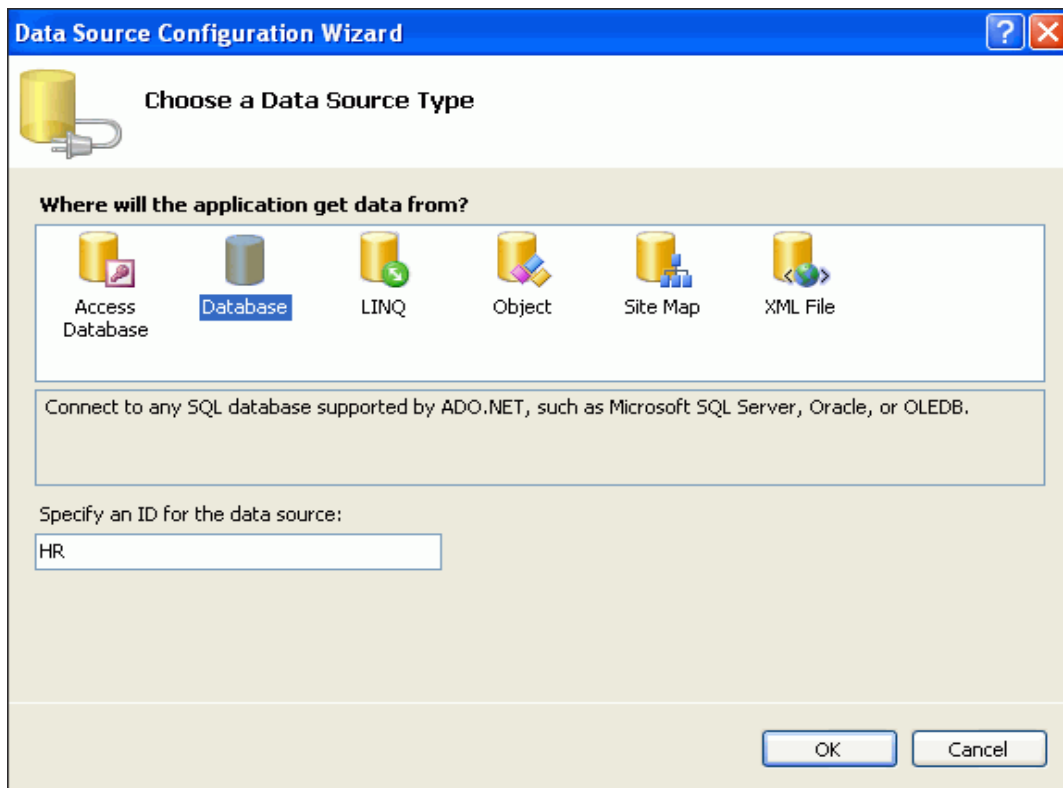 Data Source Configuration Wizard
Choose a Data Source Type
Where will the application get data from?
Access
Database
Database
LINQ
Object
Site Map
XML File
Connect to any SQL database supported by ADO.NET, such as Microsoft SQL Server, Oracle, or OLEDB.
Specify an ID for the data source:
HR
OK
Cancel